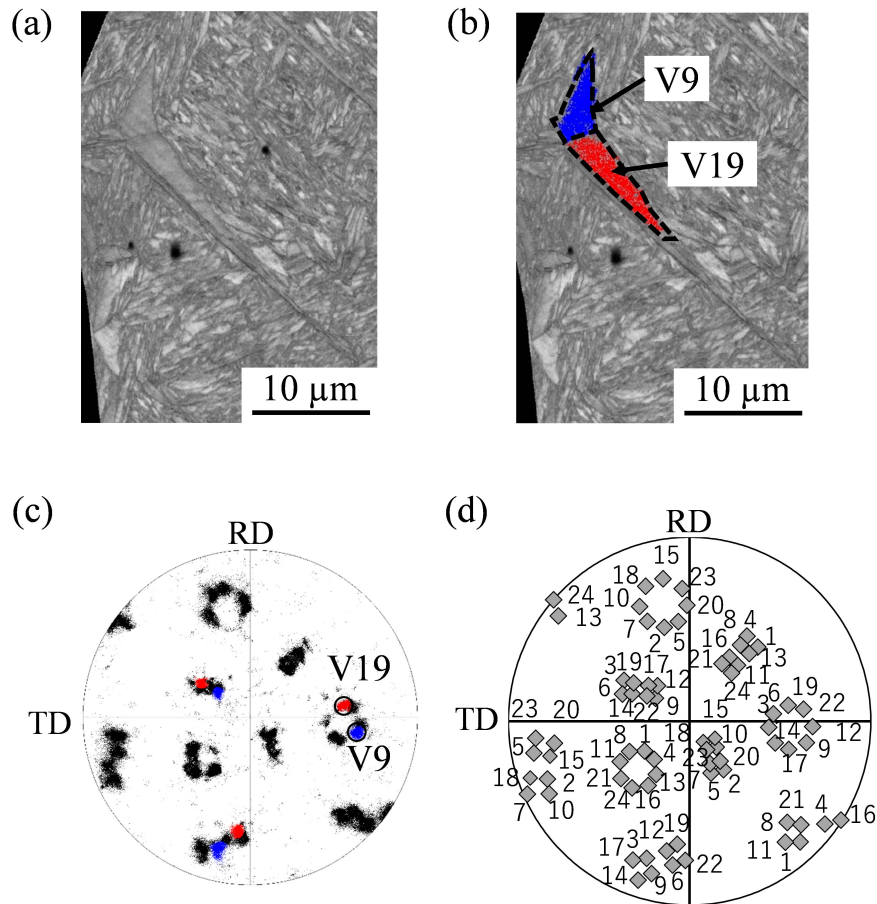 (a)
(b)
V9
V19
10 µm
10 µm
(c)
(d)
RD
V19
TD
V9
RD
15
18 23
24 10 20
13
7 2 5
8 4
16 1
21 13
11
24
3 19 17
6 12
14 22 9
6 19
3 22
14 12
9
17
TD
23 20
5
15
18 2
7 10
8 1 18
11 4
21 13
24 16
15
10
23 20
7 2
5
21 4 16
8
11 1
12 19
17 3
14 9 6 22